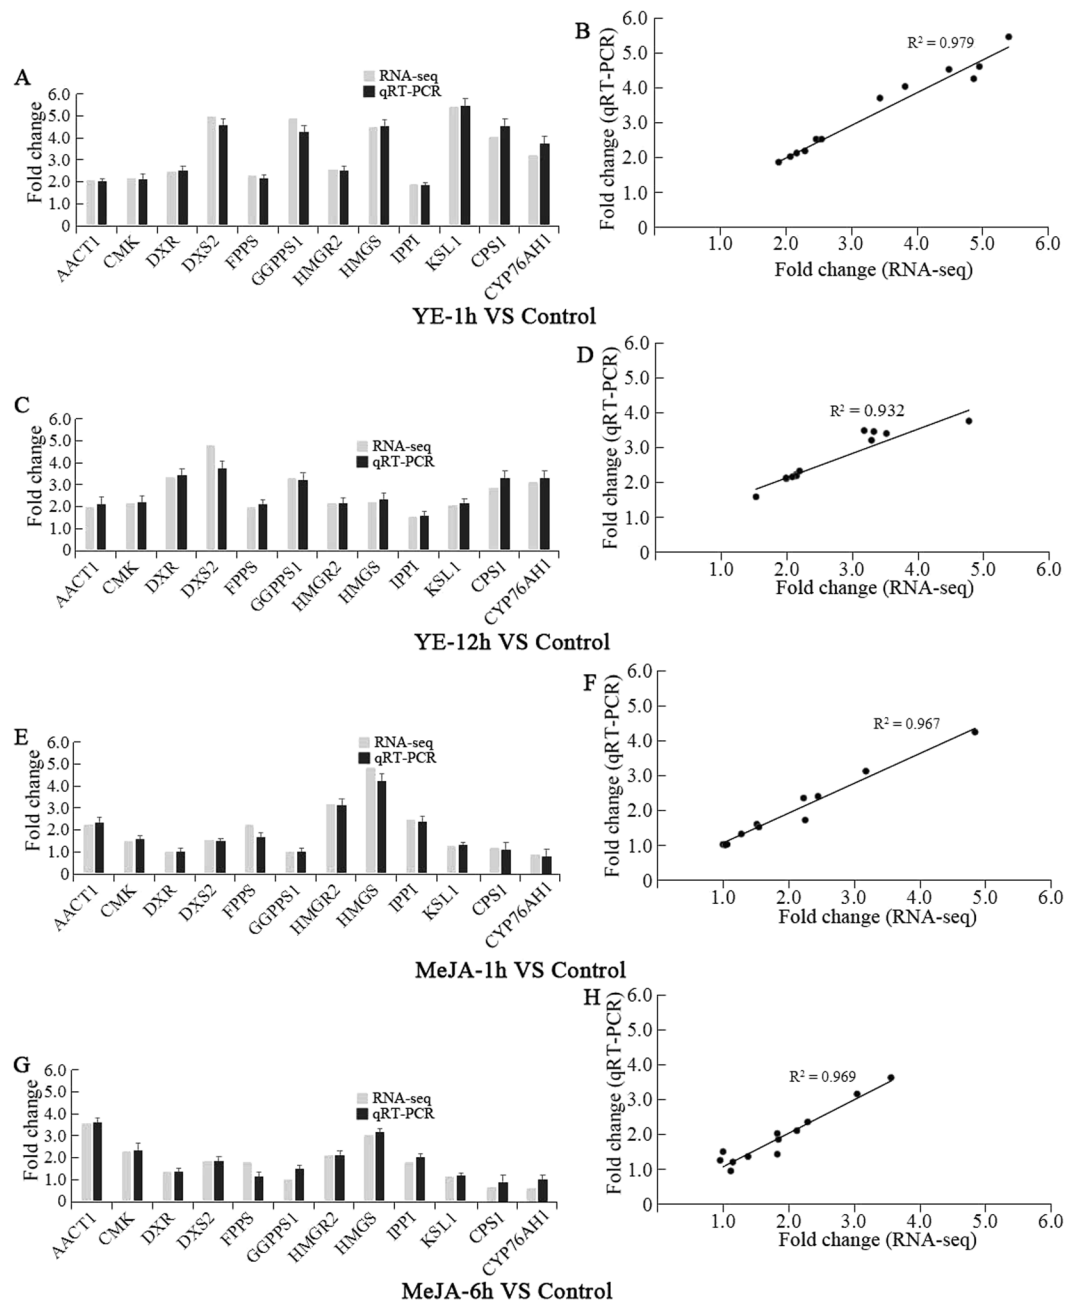 A
RNA-seq
qRT-PCR
Fold change
6.0
5.0
4.0
3.0
2.0
1.0
0
AACT1
CMK
DXR
DXS2
FPPS
GGPPS1
HMGR2
HMGS
IPPI
KSL1
CPS1
CYP76AH1
B
Fold change (qRT-PCR)
6.0
5.0
4.0
3.0
2.0
1.0
0
R² = 0.979
1.0 2.0 3.0 4.0 5.0 6.0
Fold change (RNA-seq)
YE-1h VS Control
C
RNA-seq
qRT-PCR
Fold change
6.0
5.0
4.0
3.0
2.0
1.0
0
AACT1
CMK
DXR
DXS2
FPPS
GGPPS1
HMGR2
HMGS
IPPI
KSL1
CPS1
CYP76AH1
D
Fold change (qRT-PCR)
6.0
5.0
4.0
3.0
2.0
1.0
0
R² = 0.932
1.0 2.0 3.0 4.0 5.0 6.0
Fold change (RNA-seq)
YE-12h VS Control
E
RNA-seq
qRT-PCR
Fold change
6.0
5.0
4.0
3.0
2.0
1.0
0
AACT1
CMK
DXR
DXS2
FPPS
GGPPS1
HMGR2
HMGS
IPPI
KSL1
CPS1
CYP76AH1
F
Fold change (qRT-PCR)
6.0
5.0
4.0
3.0
2.0
1.0
0
R² = 0.967
1.0 2.0 3.0 4.0 5.0 6.0
Fold change (RNA-seq)
MeJA-1h VS Control
G
RNA-seq
qRT-PCR
Fold change
6.0
5.0
4.0
3.0
2.0
1.0
0
AACT1
CMK
DXR
DXS2
FPPS
GGPPS1
HMGR2
HMGS
IPPI
KSL1
CPS1
CYP76AH1
H
Fold change (qRT-PCR)
6.0
5.0
4.0
3.0
2.0
1.0
0
R² = 0.969
1.0 2.0 3.0 4.0 5.0 6.0
Fold change (RNA-seq)
MeJA-6h VS Control